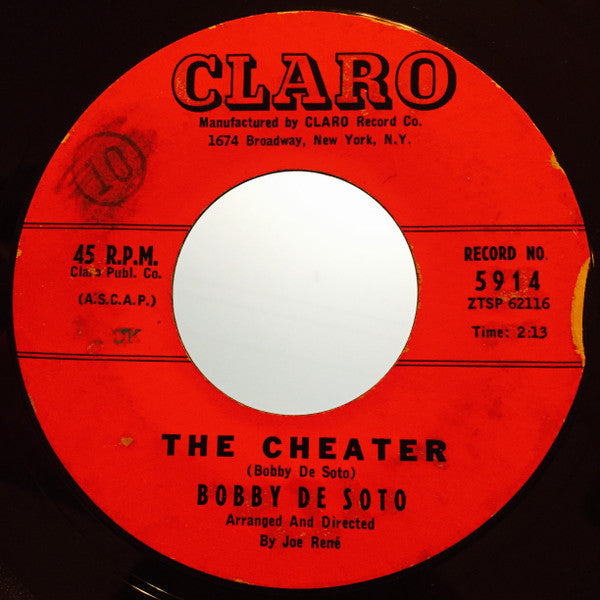 CLARO
Manufactured by CLARO Record Co.
1674 Broadway, New York, N.Y.
10
45 R.P.M.
Claro Publ. Co.
(A.S.C.A.P.)
RECORD NO.
5914
ZTSP 62116
Time: 2:13
THE CHEATER
(Bobby De Soto)
BOBBY DE SOTO
Arranged And Directed
By Joe René